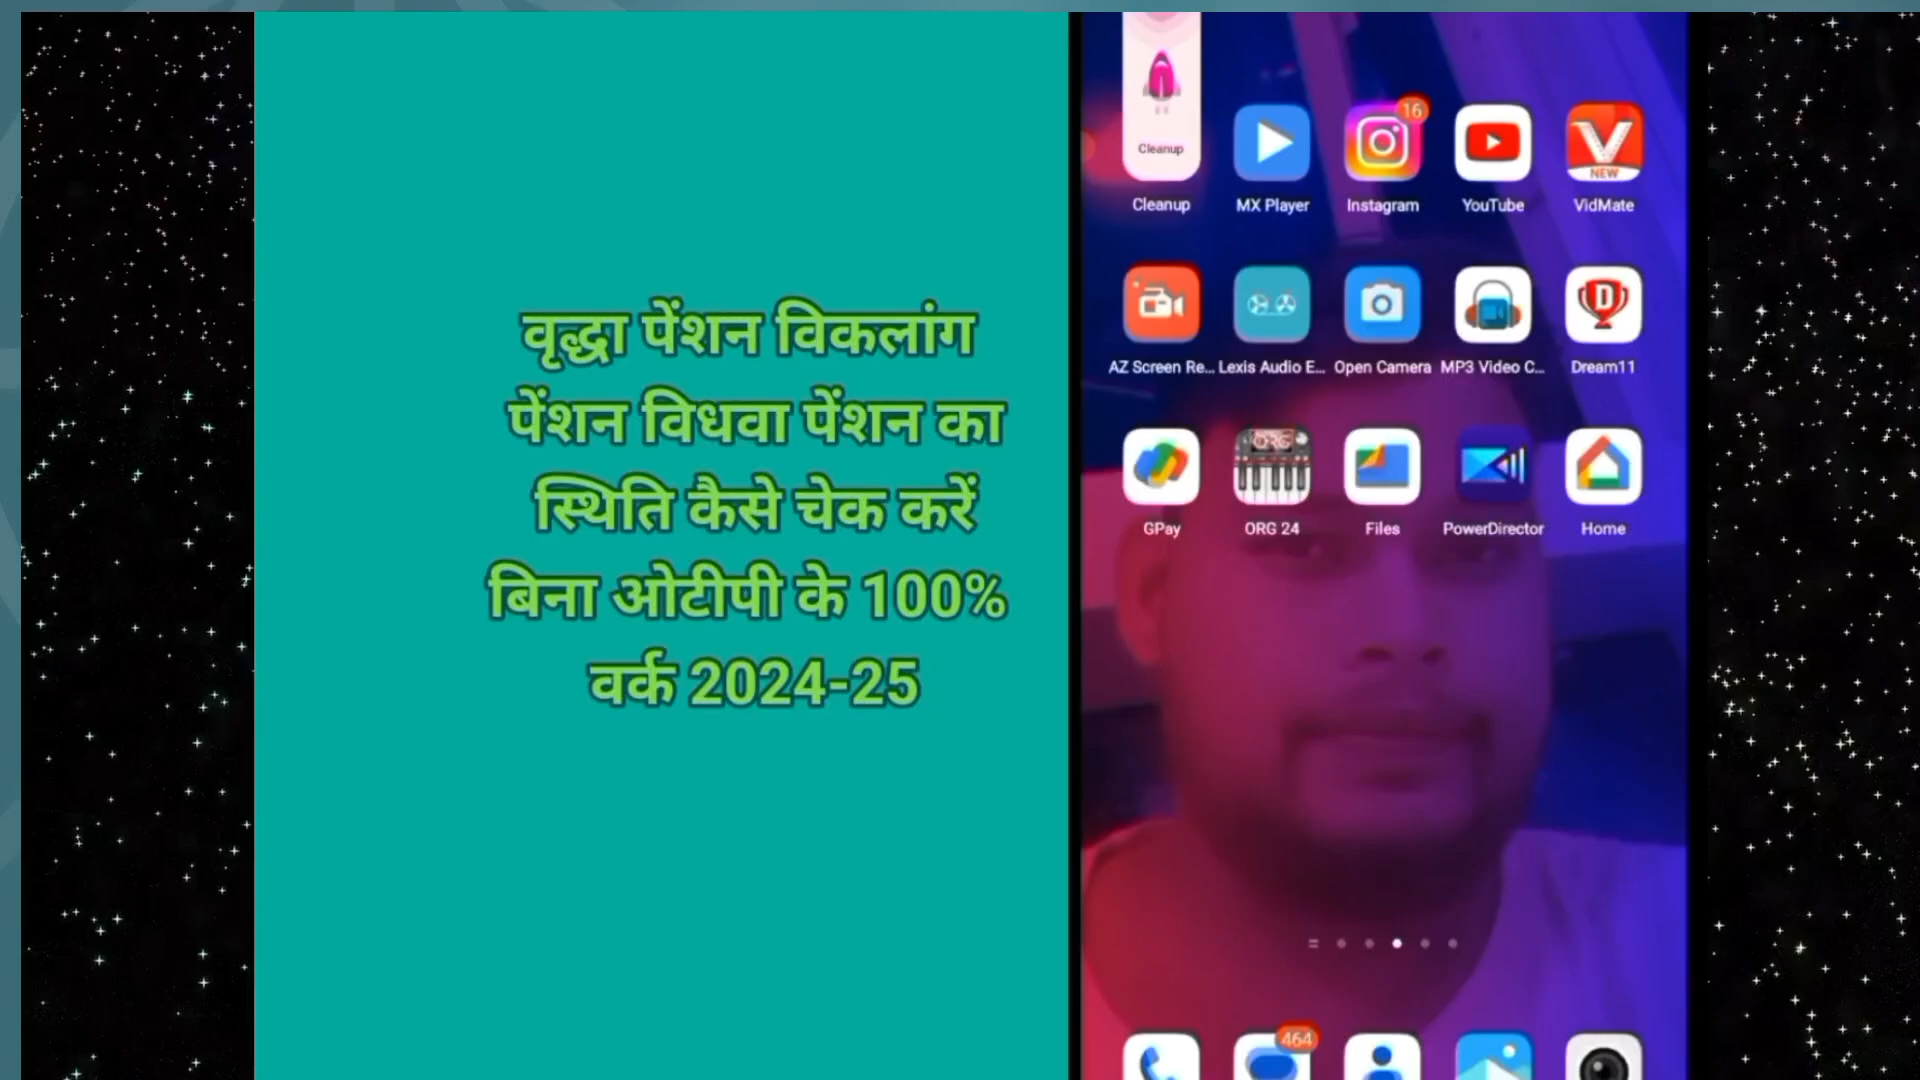 वृद्धा पेंशन विकलांग
पेंशन विधवा पेंशन का
स्थिति कैसे चेक करें
बिना ओटीपी के 100%
वर्क 2024-25
Cleanup
16
NEW
Cleanup MX Player Instagram YouTube VidMate
D
AZ Screen Re... Lexis Audio E... Open Camera MP3 Video C... Dream11
ORG
GPay ORG 24 Files PowerDirector Home
464